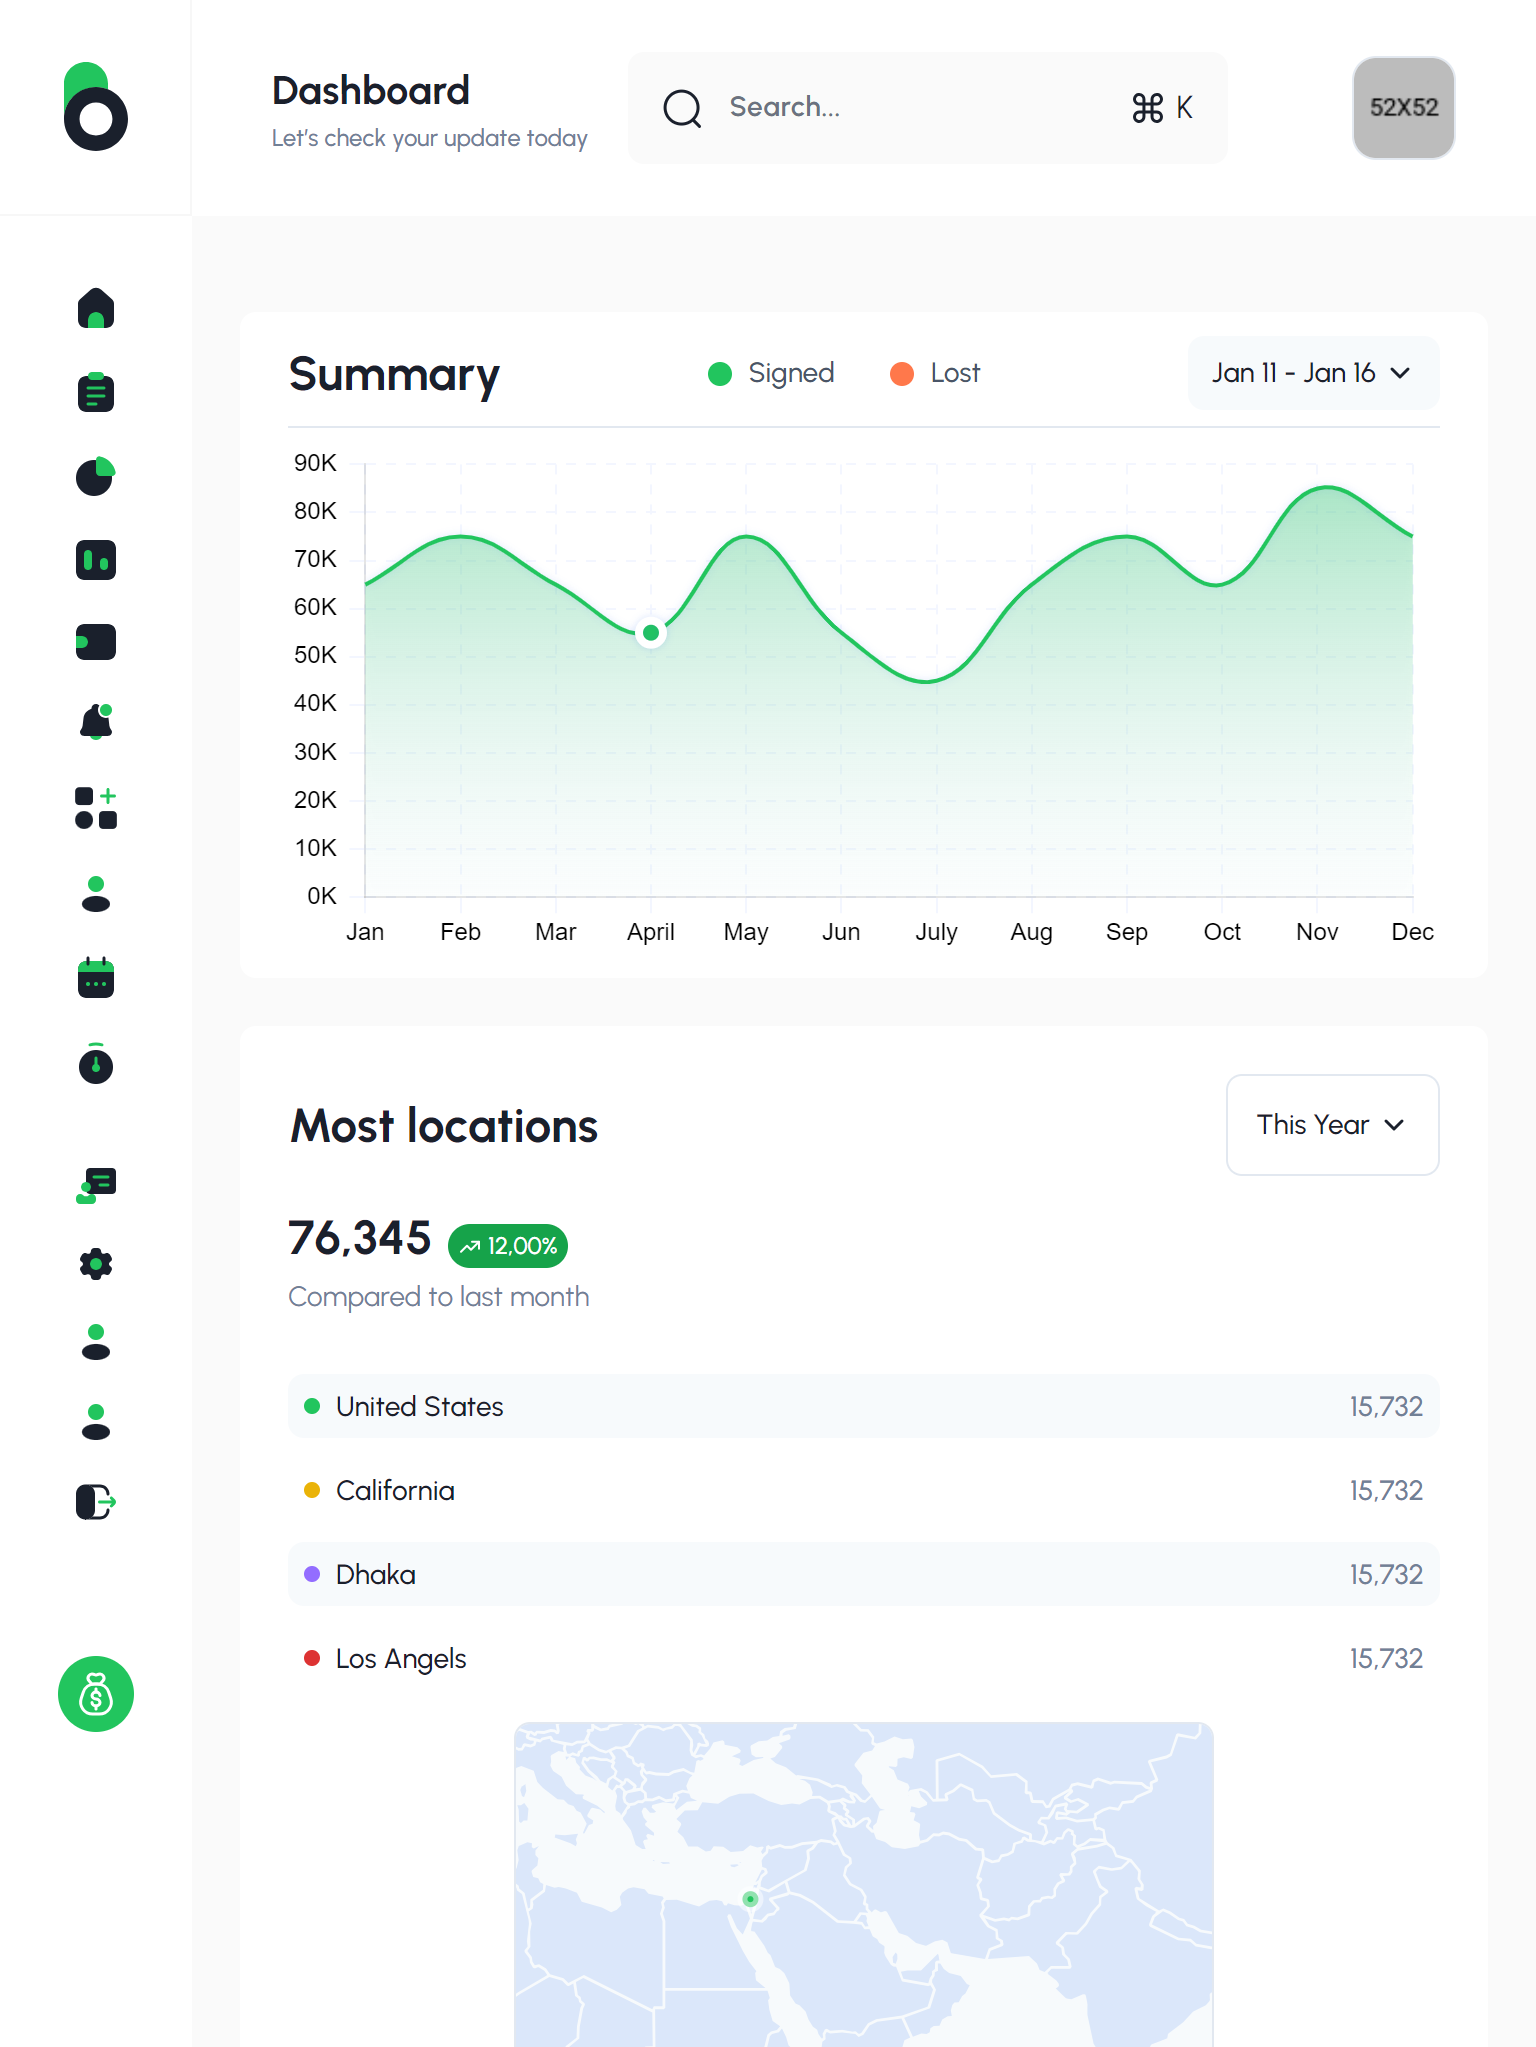 Dashboard
Let's check your update today
Search...
⌘ K
52X52
Summary
Signed
Lost
Jan 11 - Jan 16
90K
80K
70K
60K
50K
40K
30K
20K
10K
0K
Jan Feb Mar April May Jun July Aug Sep Oct Nov Dec
Most locations
This Year
76,345
12,00%
Compared to last month
United States 15,732
California 15,732
Dhaka 15,732
Los Angels 15,732